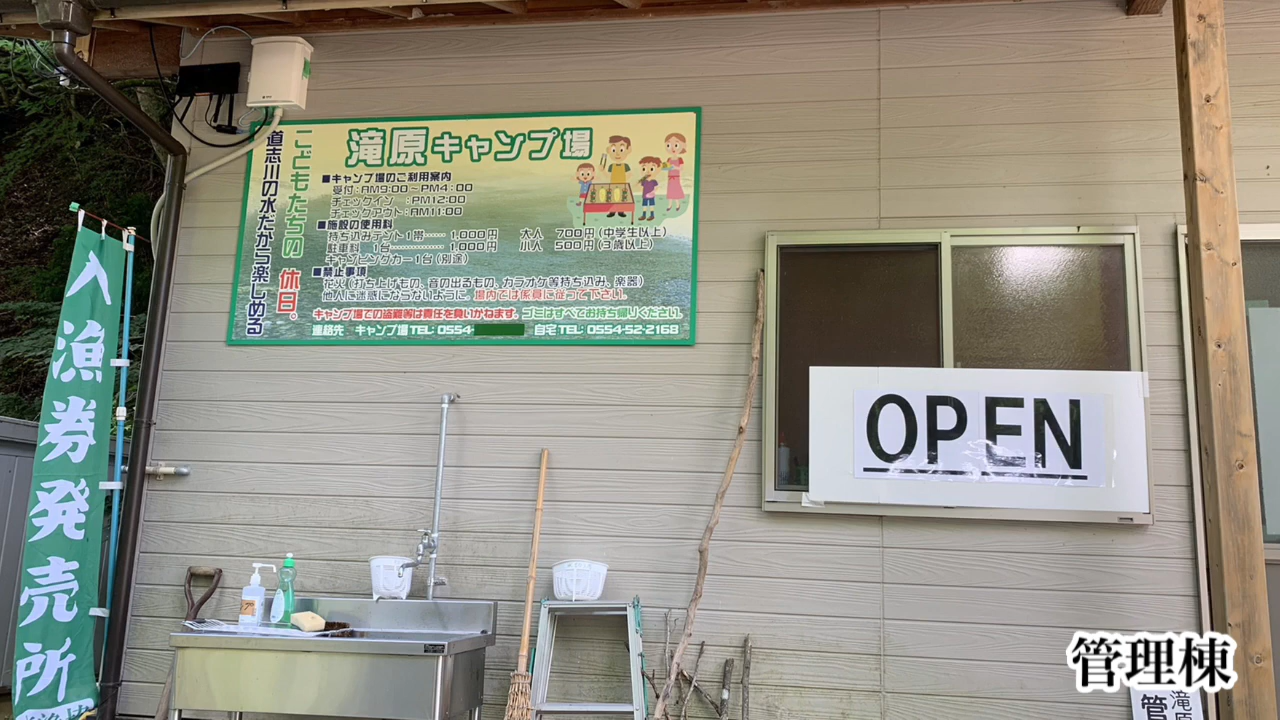 滝原キャンプ場
こどもたちの 休日。
道志川の水だから楽しめる
■キャンプ場のご利用案内
受付:AM9:00~PM4:00
チェックイン :PM12:00
チェックアウト:AM11:00
■施設の使用料
持ち込みテント1帯…… 1,000円 大人 700円(中学生以上)
駐車料 1台………… 1,000円 小人 500円(3歳以上)
キャンピングカー1台(別途)
■禁止事項
花火(打ち上げもの、音の出るもの、カラオケ等持ち込み、楽器)
他人に迷惑にならないように、場内では係員に従って下さい。
キャンプ場での盗難等は責任を負いかねます。ゴミはすべてお持ち帰りください。
連絡先 キャンプ場TEL:0554- 自宅TEL:0554-52-2168
入漁券発売所
OPEN
管理棟
滝原
管